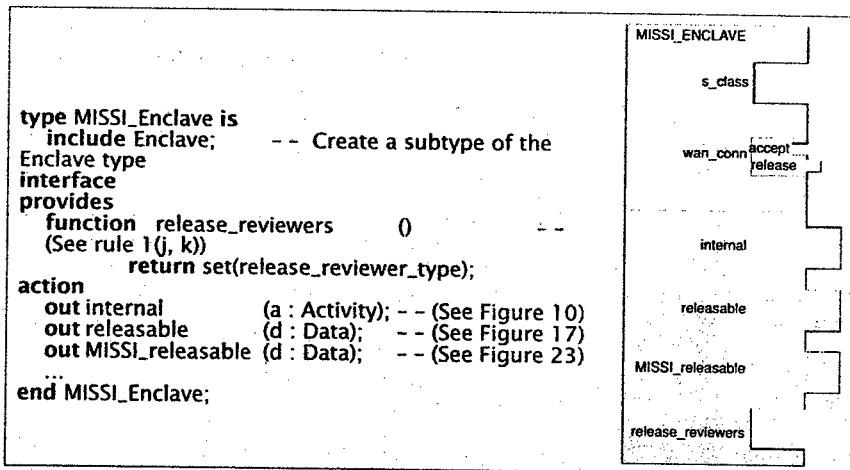 type MISSI_Enclave is
include Enclave; - - Create a subtype of the
Enclave type
interface
provides
function release_reviewers () - -
(See rule 1(j, k))
return set(release_reviewer_type);
action
out internal (a : Activity); - - (See Figure 10)
out releasable (d : Data); - - (See Figure 17)
out MISSI_releasable (d : Data); - - (See Figure 23)
...
end MISSI_Enclave;
MISSI_ENCLAVE
s_class
wan_conn
accept
release
internal
releasable
MISSI_releasable
release_reviewers